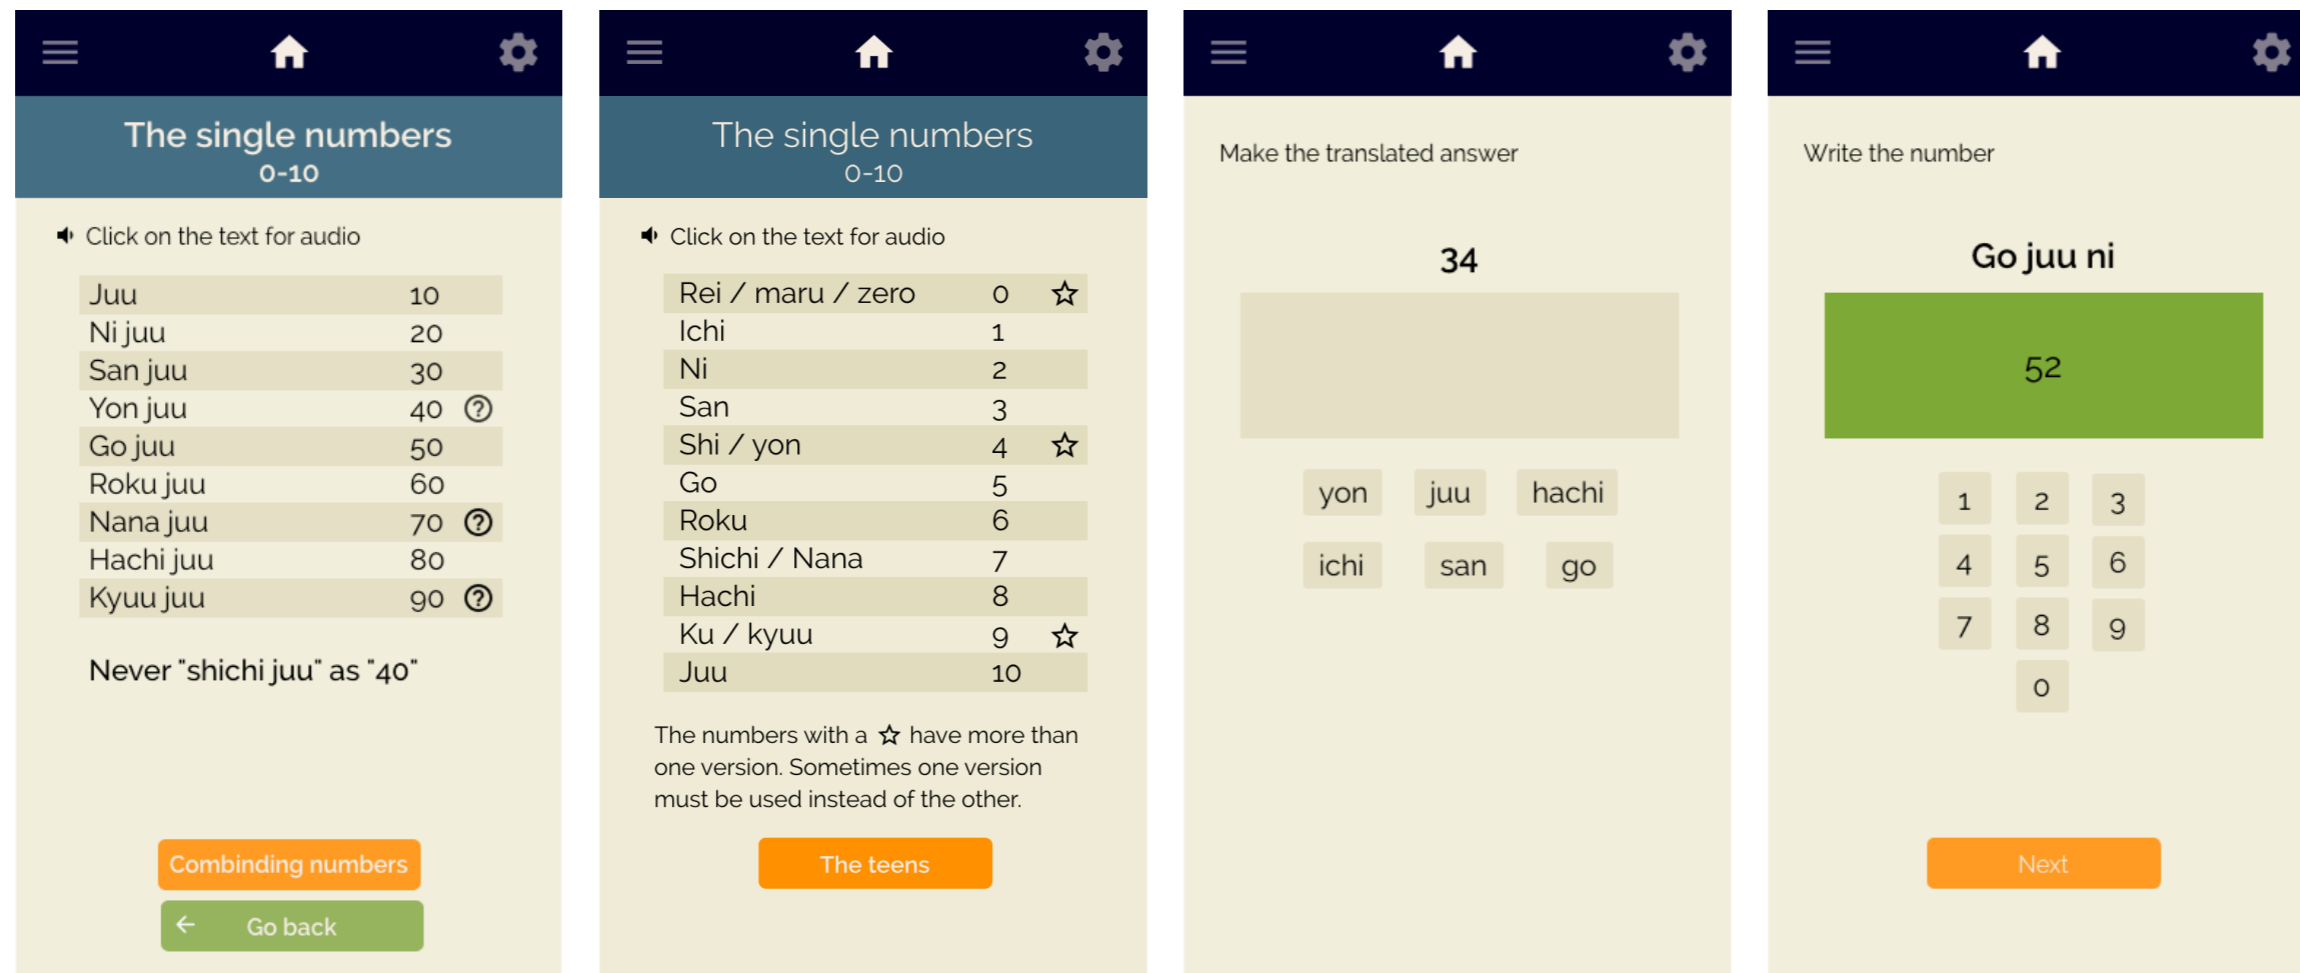 The single numbers
0-10
Click on the text for audio
Juu 10
Ni juu 20
San juu 30
Yon juu 40
Go juu 50
Roku juu 60
Nana juu 70
Hachi juu 80
Kyuu juu 90
Never "shichi juu" as "40"
Combinding numbers
Go back
The single numbers
0-10
Click on the text for audio
Rei / maru / zero 0
Ichi 1
Ni 2
San 3
Shi / yon 4
Go 5
Roku 6
Shichi / Nana 7
Hachi 8
Ku / kyuu 9
Juu 10
The numbers with a ☆ have more than
one version. Sometimes one version
must be used instead of the other.
The teens
Make the translated answer
34
yon juu hachi
ichi san go
Write the number
Go juu ni
52
1 2 3
4 5 6
7 8 9
0
Next